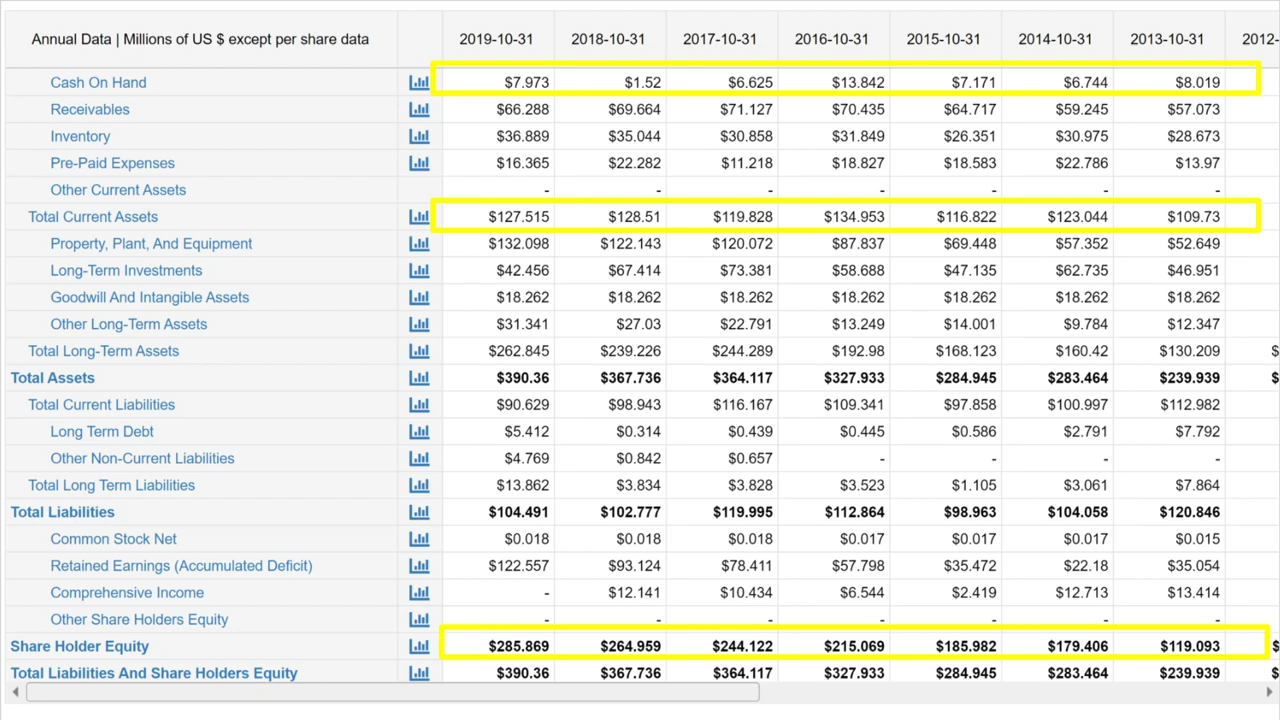 Annual Data | Millions of US $ except per share data 2019-10-31 2018-10-31 2017-10-31 2016-10-31 2015-10-31 2014-10-31 2013-10-31 2012-
Cash On Hand $7.973 $1.52 $6.625 $13.842 $7.171 $6.744 $8.019
Receivables $66.288 $69.664 $71.127 $70.435 $64.717 $59.245 $57.073
Inventory $36.889 $35.044 $30.858 $31.849 $26.351 $30.975 $28.673
Pre-Paid Expenses $16.365 $22.282 $11.218 $18.827 $18.583 $22.786 $13.97
Other Current Assets - - - - - - -
Total Current Assets $127.515 $128.51 $119.828 $134.953 $116.822 $123.044 $109.73
Property, Plant, And Equipment $132.098 $122.143 $120.072 $87.837 $69.448 $57.352 $52.649
Long-Term Investments $42.456 $67.414 $73.381 $58.688 $47.135 $62.735 $46.951
Goodwill And Intangible Assets $18.262 $18.262 $18.262 $18.262 $18.262 $18.262 $18.262
Other Long-Term Assets $31.341 $27.03 $22.791 $13.249 $14.001 $9.784 $12.347
Total Long-Term Assets $262.845 $239.226 $244.289 $192.98 $168.123 $160.42 $130.209 $
Total Assets $390.36 $367.736 $364.117 $327.933 $284.945 $283.464 $239.939 $
Total Current Liabilities $90.629 $98.943 $116.167 $109.341 $97.858 $100.997 $112.982
Long Term Debt $5.412 $0.314 $0.439 $0.445 $0.586 $2.791 $7.792
Other Non-Current Liabilities $4.769 $0.842 $0.657 - - - -
Total Long Term Liabilities $13.862 $3.834 $3.828 $3.523 $1.105 $3.061 $7.864
Total Liabilities $104.491 $102.777 $119.995 $112.864 $98.963 $104.058 $120.846
Common Stock Net $0.018 $0.018 $0.018 $0.017 $0.017 $0.017 $0.015
Retained Earnings (Accumulated Deficit) $122.557 $93.124 $78.411 $57.798 $35.472 $22.18 $35.054
Comprehensive Income - $12.141 $10.434 $6.544 $2.419 $12.713 $13.414
Other Share Holders Equity - - - - - - -
Share Holder Equity $285.869 $264.959 $244.122 $215.069 $185.982 $179.406 $119.093 $
Total Liabilities And Share Holders Equity $390.36 $367.736 $364.117 $327.933 $284.945 $283.464 $239.939 $